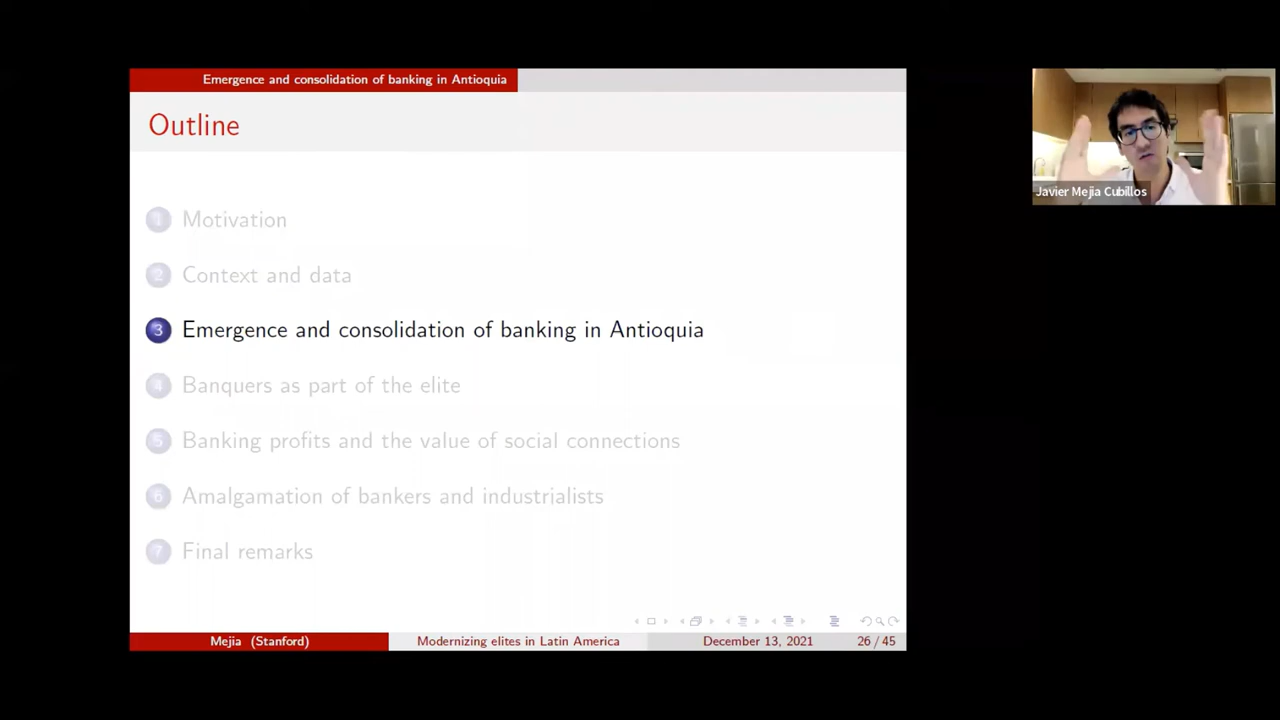 Emergence and consolidation of banking in Antioquia
Outline
1 Motivation
2 Context and data
3 Emergence and consolidation of banking in Antioquia
4 Banquers as part of the elite
5 Banking profits and the value of social connections
6 Amalgamation of bankers and industrialists
7 Final remarks
Mejia (Stanford) Modernizing elites in Latin America December 13, 2021 26 / 45
Javier Mejia Cubillos